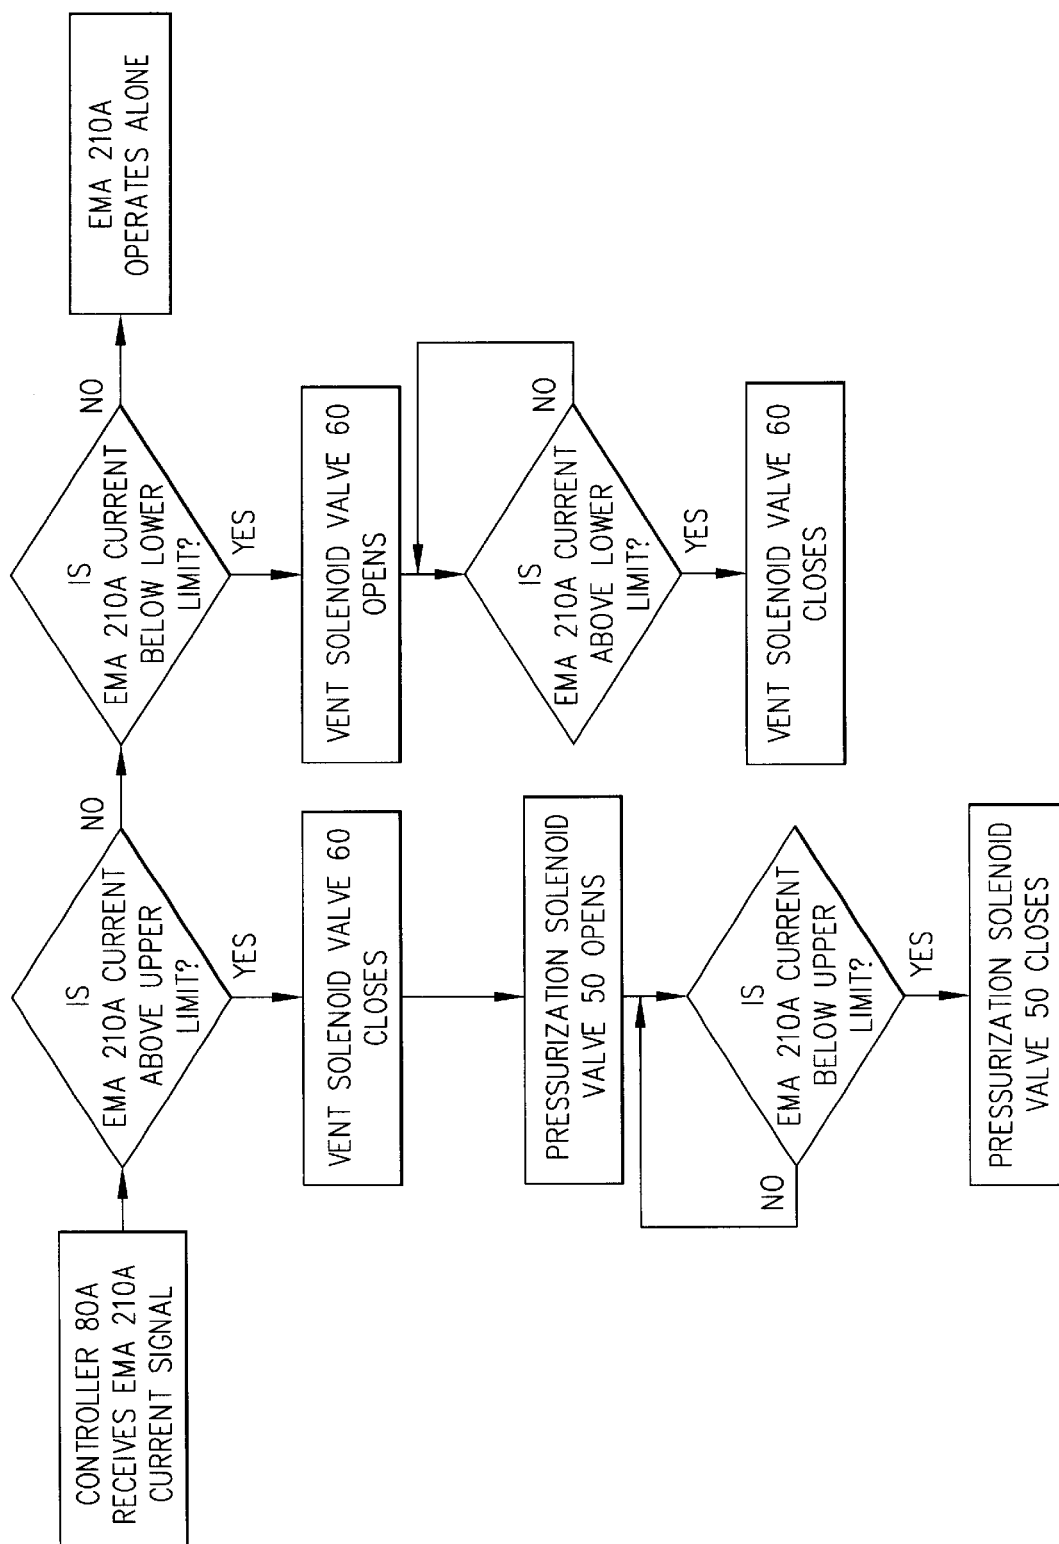 CONTROLLER 80A
RECEIVES EMA 210A
CURRENT SIGNAL
IS
EMA 210A CURRENT
ABOVE UPPER
LIMIT?
NO
YES
IS
EMA 210A CURRENT
BELOW LOWER
LIMIT?
NO
YES
EMA 210A
OPERATES ALONE
VENT SOLENOID VALVE 60
CLOSES
VENT SOLENOID VALVE 60
OPENS
PRESSURIZATION SOLENOID
VALVE 50 OPENS
IS
EMA 210A CURRENT
ABOVE LOWER
LIMIT?
NO
YES
IS
EMA 210A CURRENT
BELOW UPPER
LIMIT?
NO
YES
VENT SOLENOID VALVE 60
CLOSES
PRESSURIZATION SOLENOID
VALVE 50 CLOSES